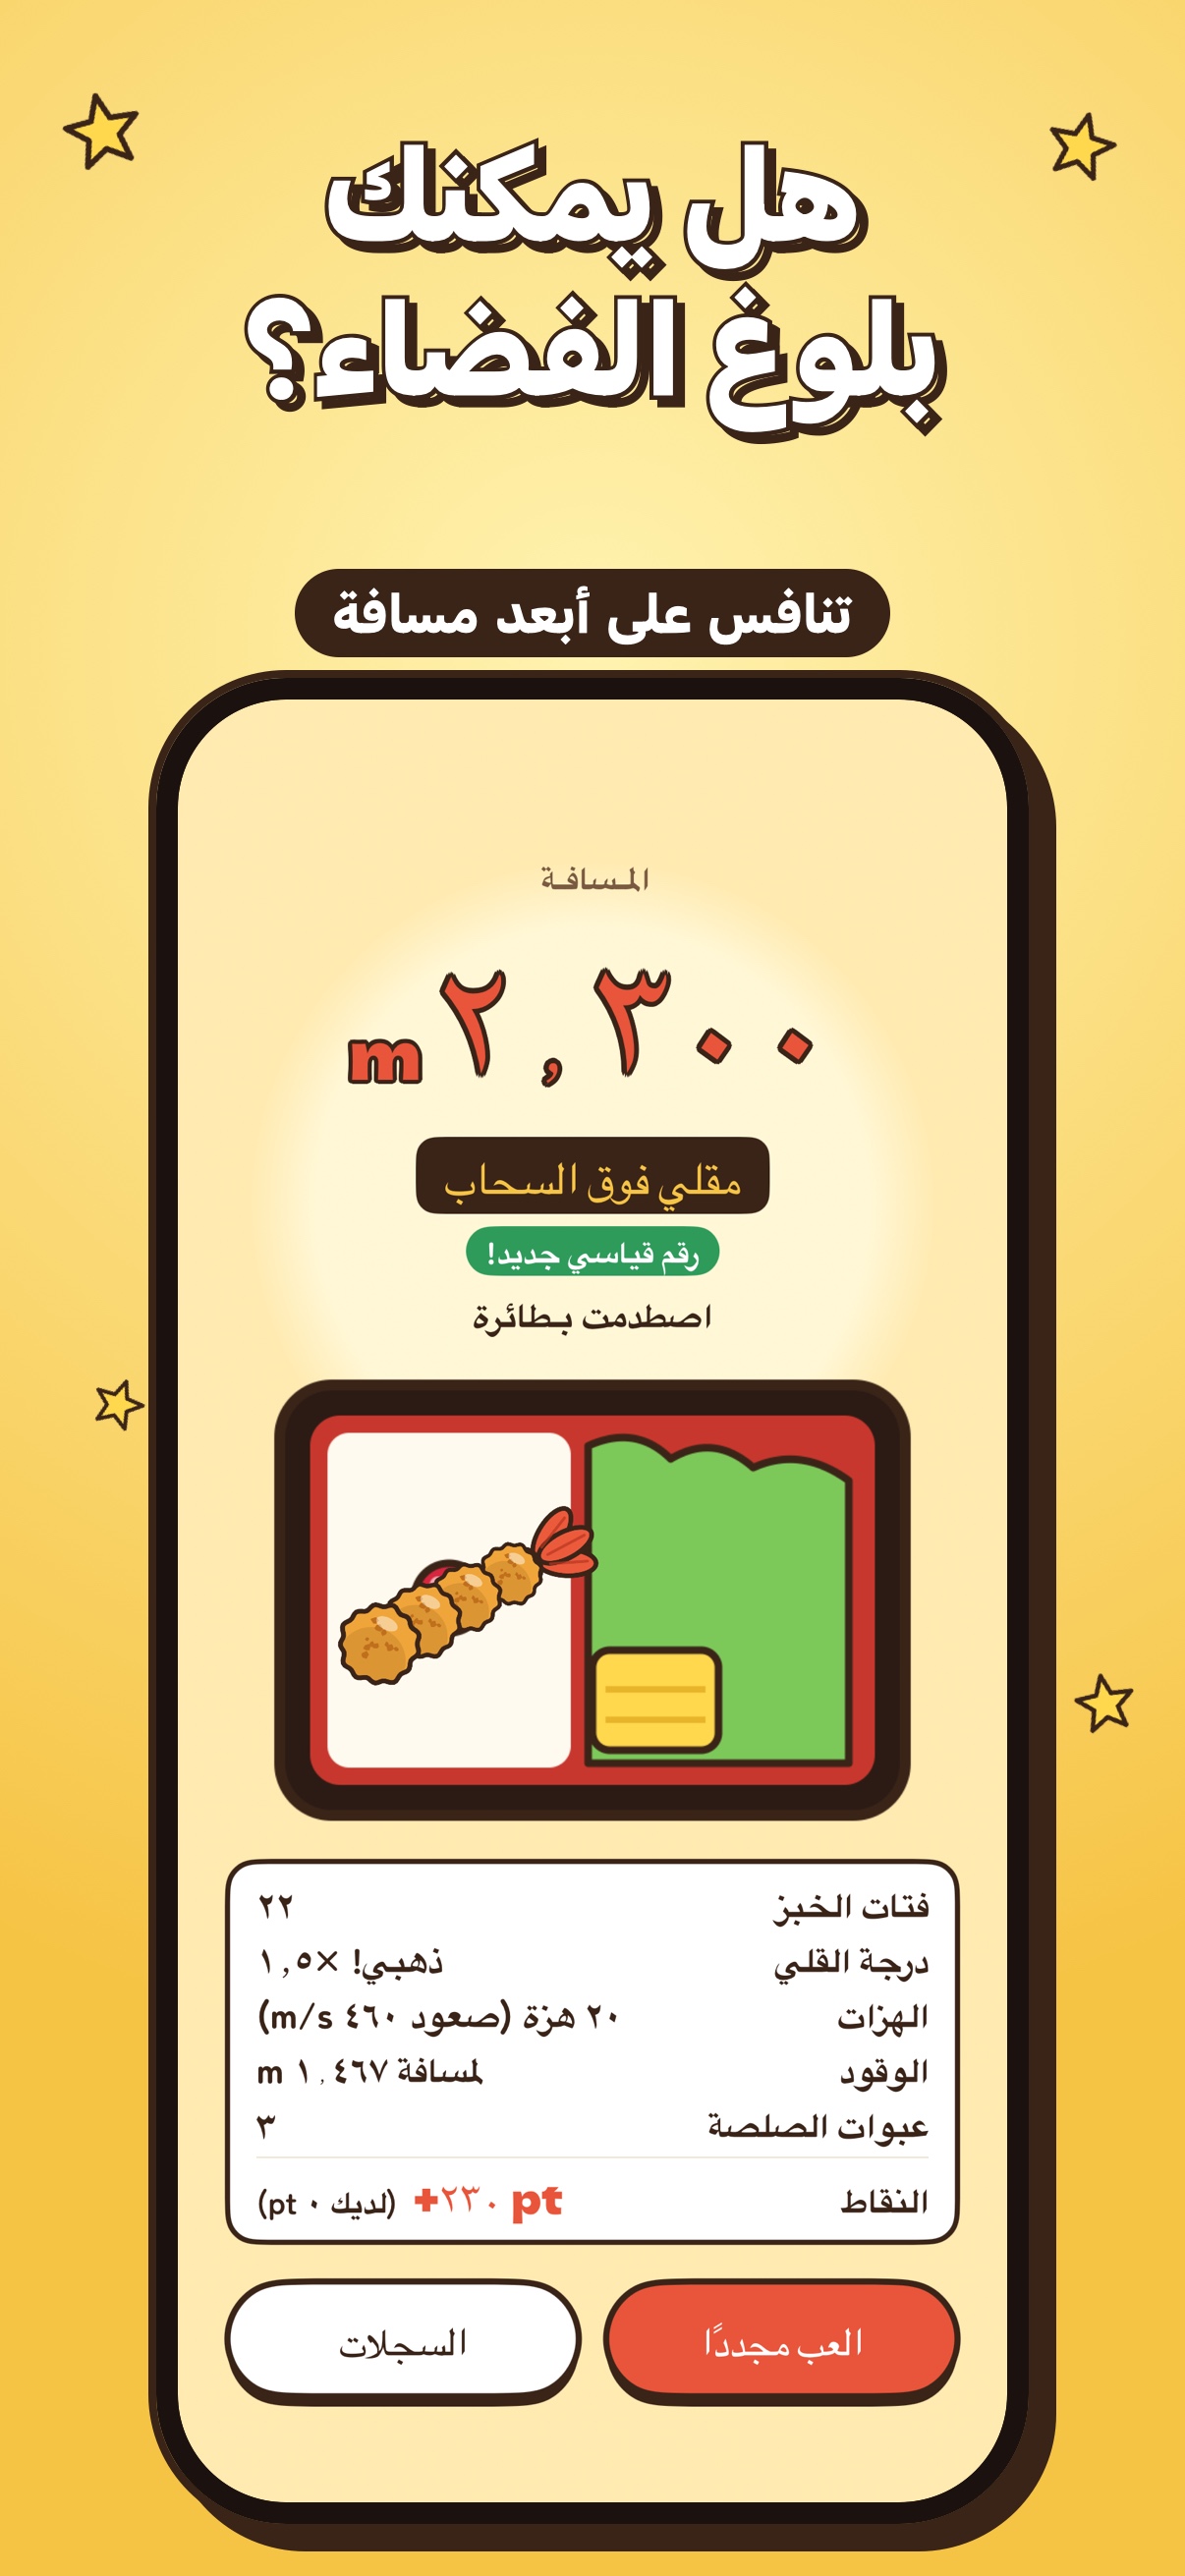 هل يمكنك
بلوغ الفضاء؟
تنافس على أبعد مسافة
المسافة
٢,٣٠٠ m
مقلي فوق السحاب
رقم قياسي جديد!
اصطدمت بطائرة
فتات الخبز ٢٢
درجة القلي ذهبي! ×١,٥
الهزات ٢٠ هزة (صعود ٤٦٠ m/s)
الوقود لمسافة ١,٤٦٧ m
عبوات الصلصة ٣
النقاط +٢٣٠ pt (لديك ٠ pt)
العب مجددًا
السجلات